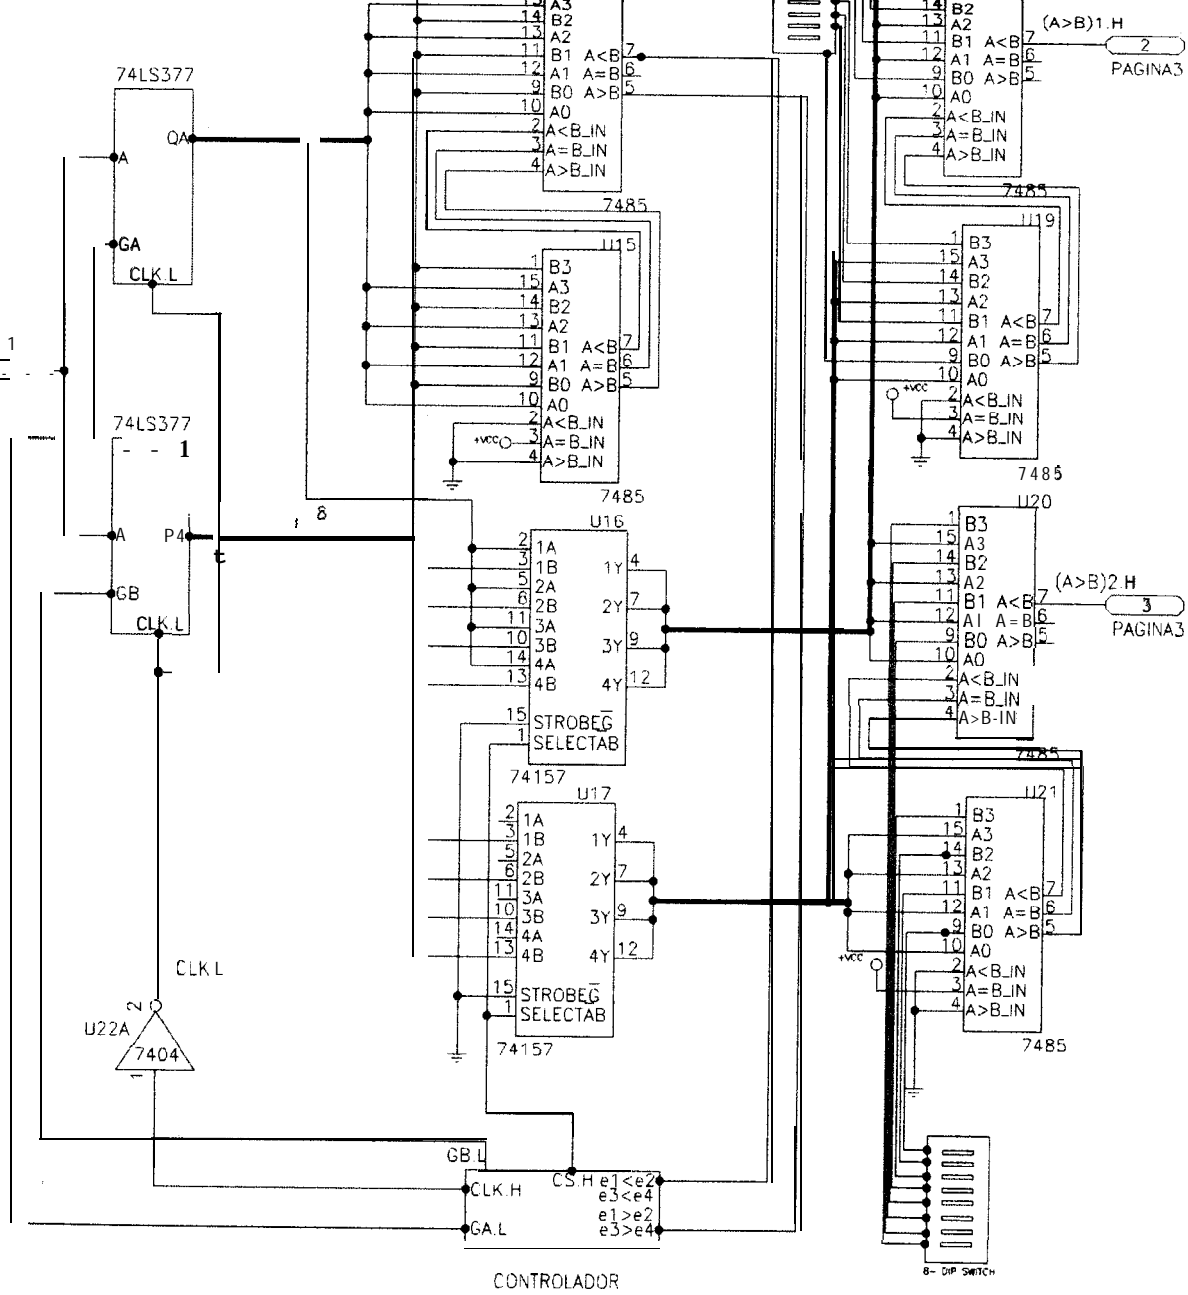 A3
14 B2
13 A2
11 B1 A<B 7
12 A1 A=B 6
9 B0 A>B 5
10 A0
2 A<B_IN
3 A=B_IN
4 A>B_IN
7485
14 B2
13 A2
11 B1 A<B 7
12 A1 A=B 6
9 B0 A>B 5
10 A0
2 A<B_IN
3 A=B_IN
4 A>B_IN
7485
(A>B)1.H
2
PAGINA3
74LS377
A
QA
GA
CLK.L
U15
1 B3
15 A3
14 B2
13 A2
11 B1 A<B 7
12 A1 A=B 6
9 B0 A>B 5
10 A0
2 A<B_IN
+VCC 3 A=B_IN
4 A>B_IN
7485
U19
1 B3
15 A3
14 B2
13 A2
11 B1 A<B 7
12 A1 A=B 6
9 B0 A>B 5
10 A0
+VCC
2 A<B_IN
3 A=B_IN
4 A>B_IN
7485
1
74LS377
1
A
P4
t
GB
CLK.L
8
U16
2 1A
3 1B 1Y 4
5 2A
6 2B 2Y 7
11 3A
10 3B 3Y 9
14 4A
13 4B 4Y 12
15 STROBEG
1 SELECTAB
74157
U20
1 B3
15 A3
14 B2
13 A2
11 B1 A<B 7
12 A1 A=B 6
9 B0 A>B 5
10 A0
2 A<B_IN
3 A=B_IN
4 A>B-IN
7485
(A>B)2.H
3
PAGINA3
U17
2 1A
3 1B 1Y 4
5 2A
6 2B 2Y 7
11 3A
10 3B 3Y 9
14 4A
13 4B 4Y 12
15 STROBEG
1 SELECTAB
74157
U21
1 B3
15 A3
14 B2
13 A2
11 B1 A<B 7
12 A1 A=B 6
9 B0 A>B 5
10 A0
+VCC
2 A<B_IN
3 A=B_IN
4 A>B_IN
7485
CLK.L
2
U22A
7404
1
GB.L
CS.H e1<e2
CLK.H e3<e4
e1>e2
GA.L e3>e4
CONTROLADOR
8- DIP SWITCH